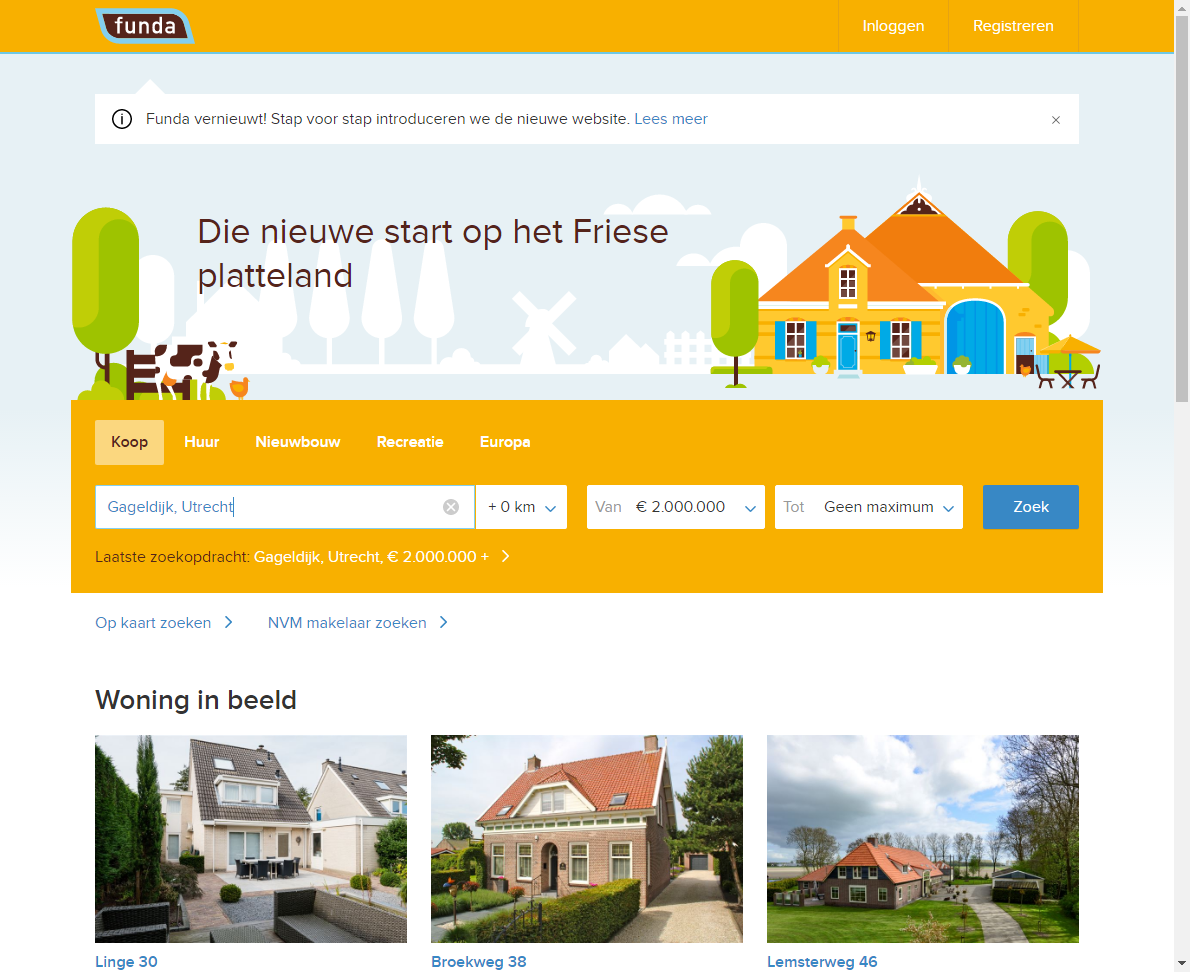 funda
Inloggen
Registreren
Funda vernieuwt! Stap voor stap introduceren we de nieuwe website. Lees meer
Die nieuwe start op het Friese
platteland
Koop
Huur
Nieuwbouw
Recreatie
Europa
Gageldijk, Utrecht
+ 0 km
Van € 2.000.000
Tot Geen maximum
Zoek
Laatste zoekopdracht: Gageldijk, Utrecht, € 2.000.000 +
Op kaart zoeken
NVM makelaar zoeken
Woning in beeld
Linge 30
Broekweg 38
Lemsterweg 46